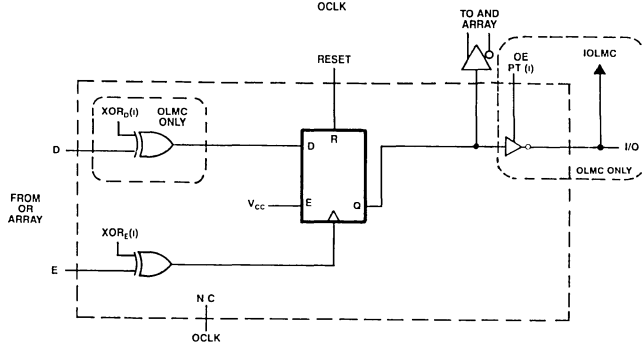 OCLK
TO AND
ARRAY
RESET
OE
PT (I)
IOLMC
XOR_D(I)
OLMC
ONLY
D
D
R
I/O
OLMC ONLY
FROM
OR
ARRAY
V_CC
E
Q
XOR_E(I)
E
N C
OCLK